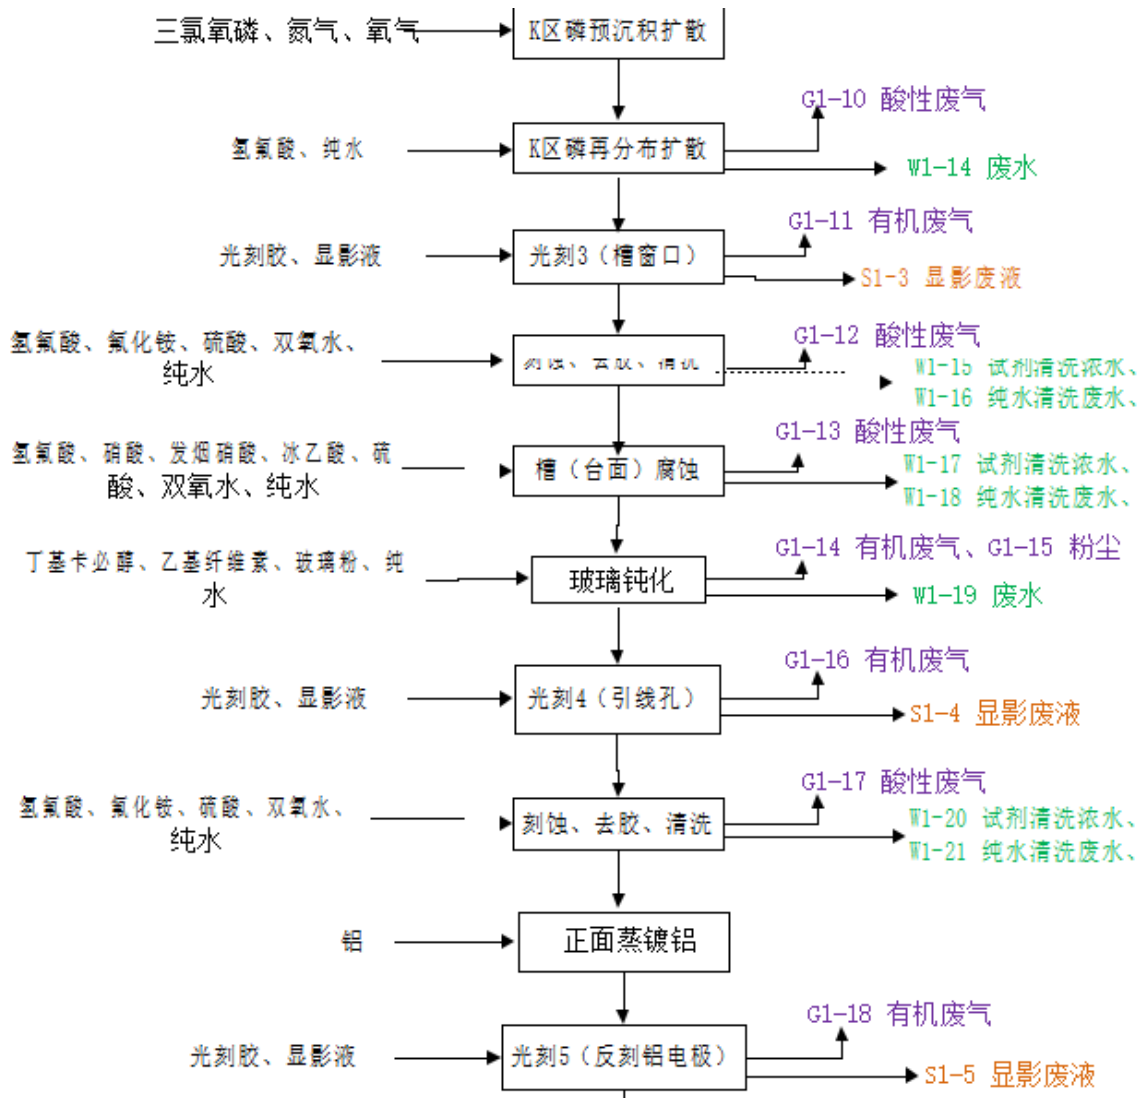 三氯氧磷、氮气、氧气
K区磷预沉积扩散
G1-10 酸性废气
氢氟酸、纯水
K区磷再分布扩散
W1-14 废水
G1-11 有机废气
光刻胶、显影液
光刻3（槽窗口）
S1-3 显影废液
G1-12 酸性废气
氢氟酸、氟化铵、硫酸、双氧水、
纯水
刻蚀、去胶、清洗
W1-15 试剂清洗浓水、
W1-16 纯水清洗废水、
G1-13 酸性废气
氢氟酸、硝酸、发烟硝酸、冰乙酸、硫
酸、双氧水、纯水
槽（台面）腐蚀
W1-17 试剂清洗浓水、
W1-18 纯水清洗废水、
G1-14 有机废气、G1-15 粉尘
丁基卡必醇、乙基纤维素、玻璃粉、纯
水
玻璃钝化
W1-19 废水
G1-16 有机废气
光刻胶、显影液
光刻4（引线孔）
S1-4 显影废液
G1-17 酸性废气
氢氟酸、氟化铵、硫酸、双氧水、
纯水
刻蚀、去胶、清洗
W1-20 试剂清洗浓水、
W1-21 纯水清洗废水、
铝
正面蒸镀铝
G1-18 有机废气
光刻胶、显影液
光刻5（反刻铝电极）
S1-5 显影废液